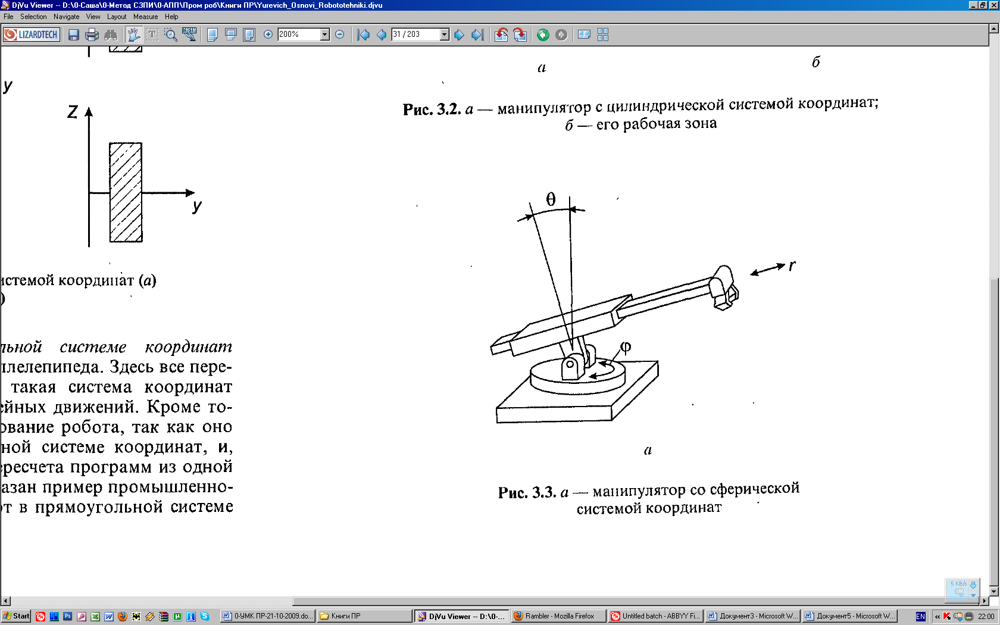 DjVu Viewer -- D:\0-Саша\0-Метод СЗПИ\0-АПП\Пром роб\Книги ПР\Yurevich_Osnovi_Robototehniki.djvu
File Selection Navigate View Layout Measure Help
LIZARDTECH 200% 31 / 203
y
Z
y
истемой координат (а)
)
льной системе координат
ллелепипеда. Здесь все пере-
такая система координат
ейных движений. Кроме то-
ование робота, так как оно
ной системе координат, и,
ресчета программ из одной
азан пример промышленно-
от в прямоугольной системе
а б
Рис. 3.2. а — манипулятор с цилиндрической системой координат;
б — его рабочая зона
θ
r
φ
а
Рис. 3.3. а — манипулятор со сферической
системой координат
5 KB/s
Start 0-УМК ПР-21-10-2009.do... Книги ПР DjVu Viewer -- D:\0-... Rambler - Mozilla Firefox Untitled batch - ABBYY Fi... Документ3 - Microsoft W... Документ5 - Microsoft W... EN « 22:00